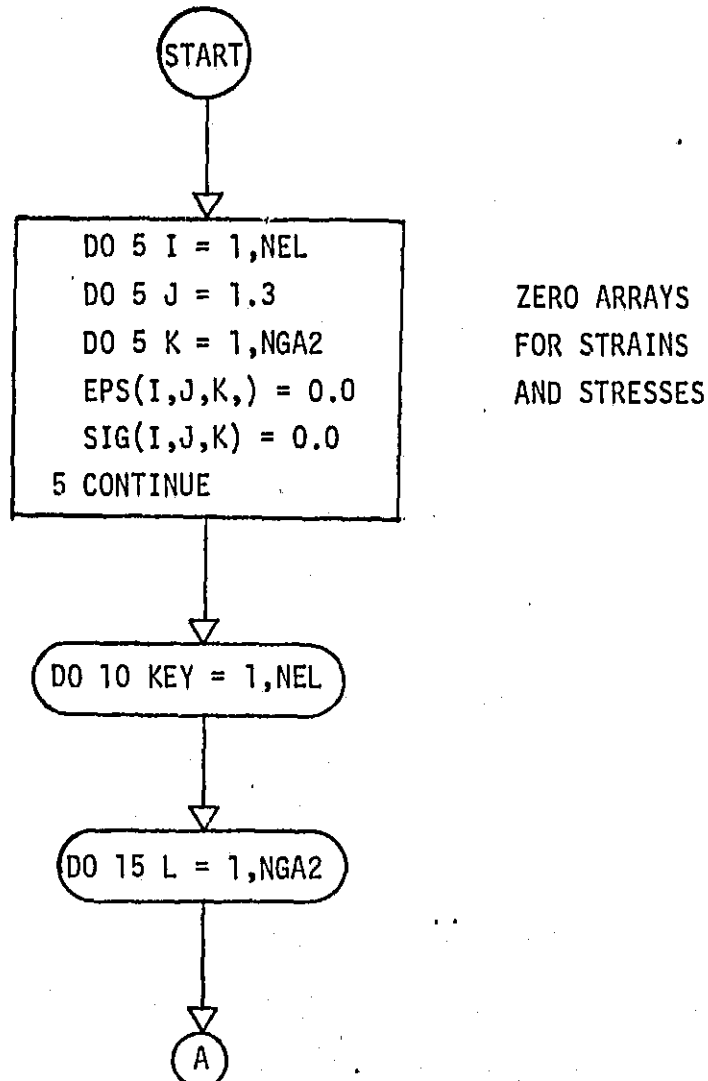 START
DO 5 I = 1,NEL
DO 5 J = 1.3
DO 5 K = 1,NGA2
EPS(I,J,K,) = 0.0
SIG(I,J,K) = 0.0
5 CONTINUE
ZERO ARRAYS
FOR STRAINS
AND STRESSES
DO 10 KEY = 1,NEL
DO 15 L = 1,NGA2
A